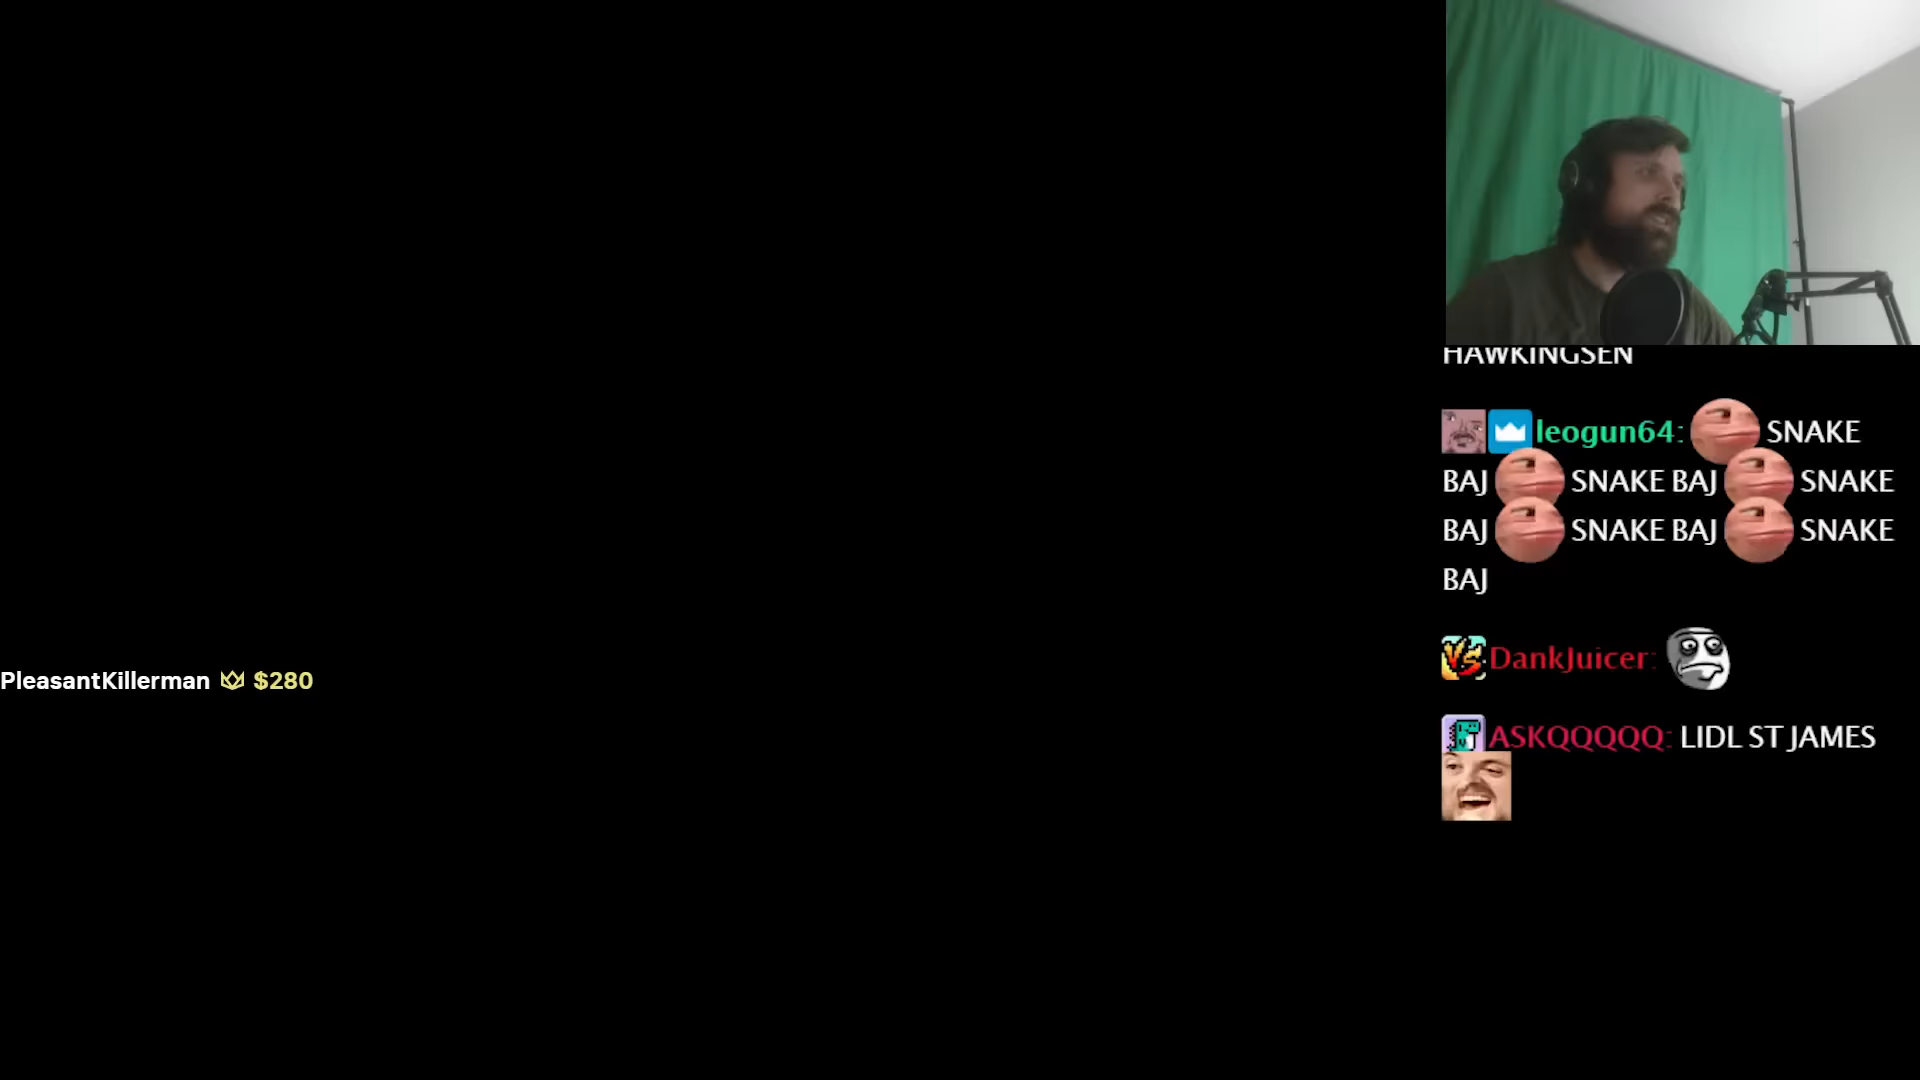 HAWKINGSEN
leogun64: SNAKE
BAJ SNAKE BAJ SNAKE
BAJ SNAKE BAJ SNAKE
BAJ
PleasantKillerman $280
DankJuicer:
VS
ASKQQQQQ: LIDL ST JAMES